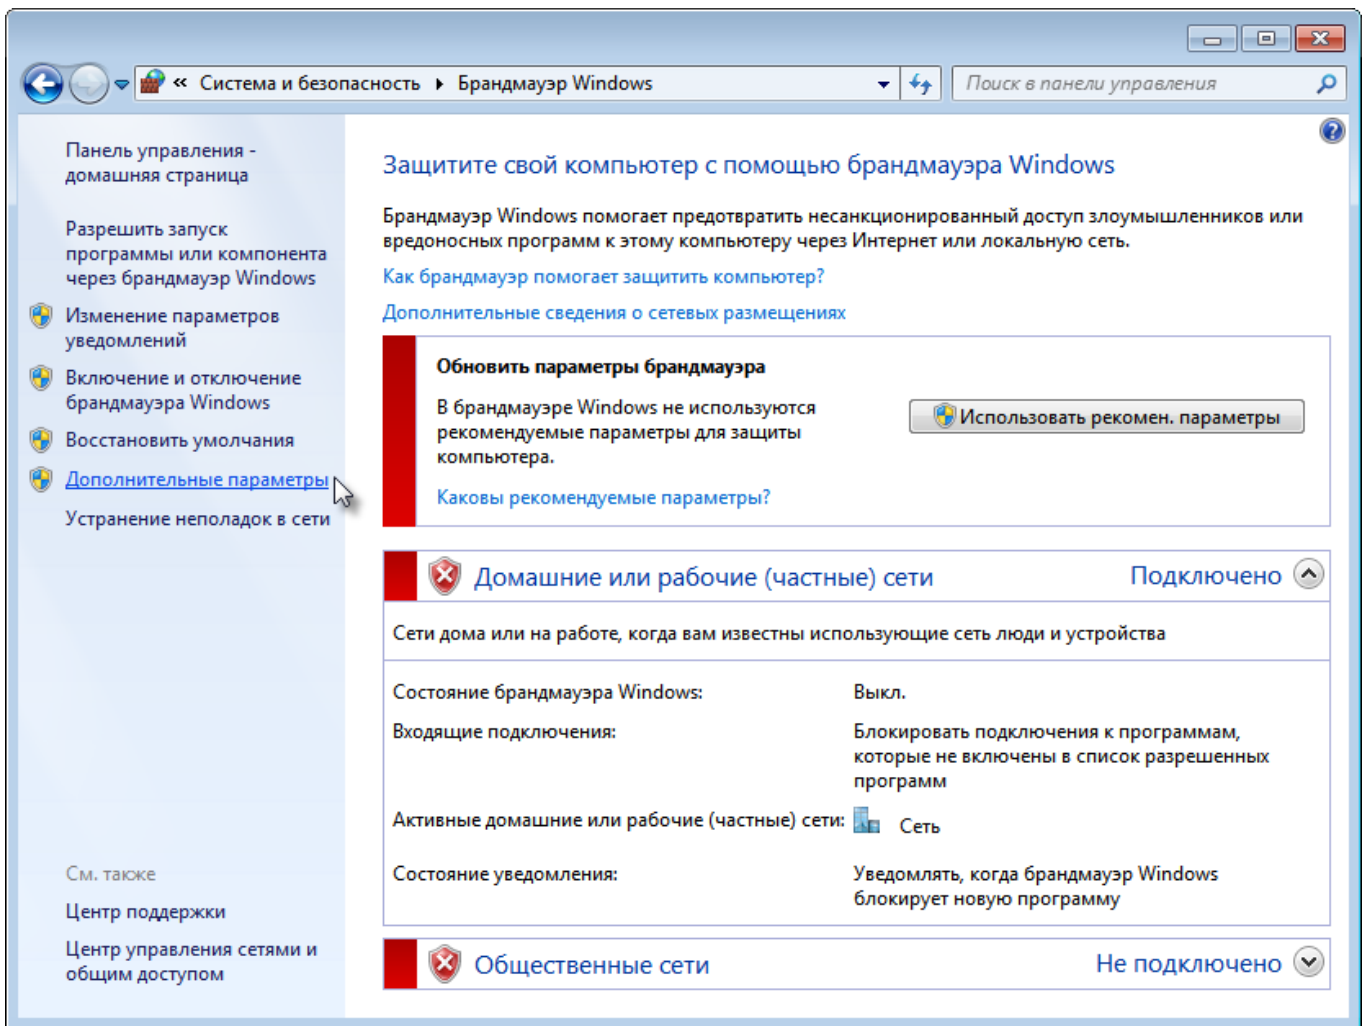 « Система и безопасность ▸ Брандмауэр Windows
Поиск в панели управления
Панель управления -
домашняя страница
Разрешить запуск
программы или компонента
через брандмауэр Windows
Изменение параметров
уведомлений
Включение и отключение
брандмауэра Windows
Восстановить умолчания
Дополнительные параметры
Устранение неполадок в сети
См. также
Центр поддержки
Центр управления сетями и
общим доступом
Защитите свой компьютер с помощью брандмауэра Windows
Брандмауэр Windows помогает предотвратить несанкционированный доступ злоумышленников или
вредоносных программ к этому компьютеру через Интернет или локальную сеть.
Как брандмауэр помогает защитить компьютер?
Дополнительные сведения о сетевых размещениях
Обновить параметры брандмауэра
В брандмауэре Windows не используются
рекомендуемые параметры для защиты
компьютера.
Использовать рекомен. параметры
Каковы рекомендуемые параметры?
Домашние или рабочие (частные) сети Подключено
Сети дома или на работе, когда вам известны использующие сеть люди и устройства
Состояние брандмауэра Windows: Выкл.
Входящие подключения: Блокировать подключения к программам,
которые не включены в список разрешенных
программ
Активные домашние или рабочие (частные) сети: Сеть
Состояние уведомления: Уведомлять, когда брандмауэр Windows
блокирует новую программу
Общественные сети Не подключено